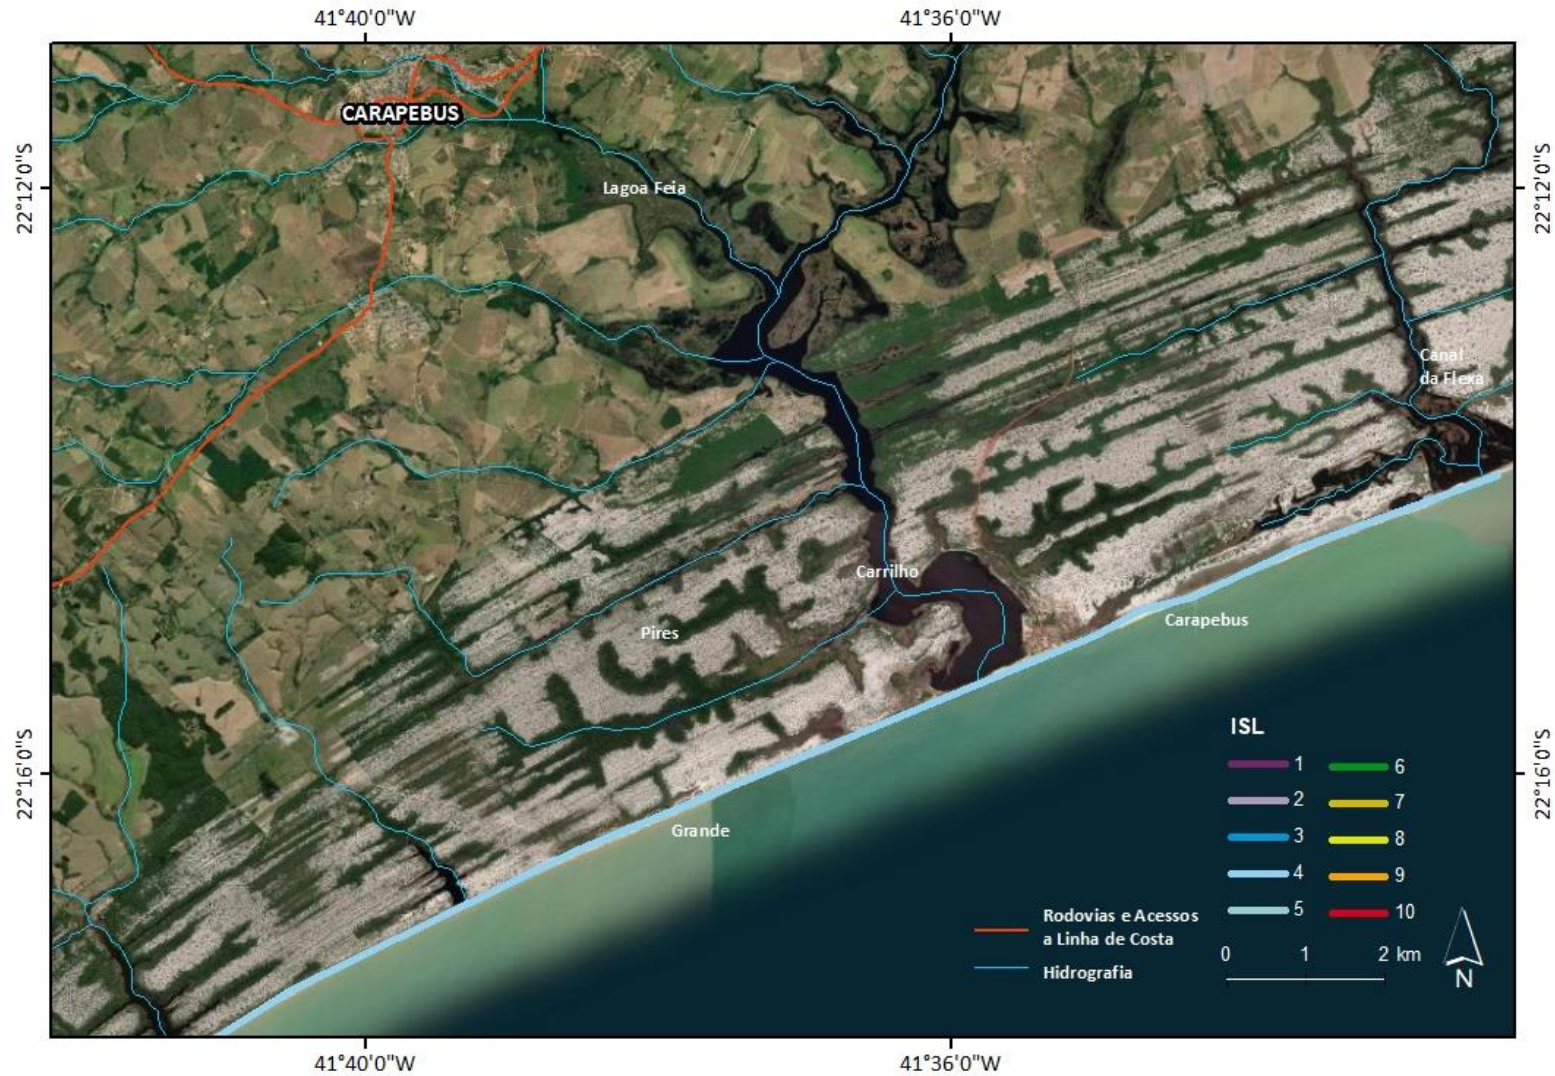 41°40'0"W
41°36'0"W
CARAPEBUS
22°12'0"S
22°12'0"S
Lagoa Feia
Canal
da Flexa
Carrilho
Carapebus
Pires
Grande
22°16'0"S
22°16'0"S
ISL
1
6
2
7
3
8
4
9
5
10
Rodovias e Acessos
a Linha de Costa
Hidrografia
0 1 2 km
N
41°40'0"W
41°36'0"W